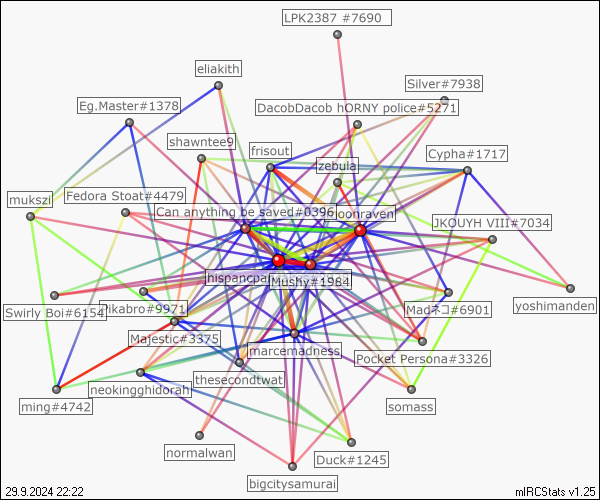 LPK2387 #7690
eliakith
Silver#7938
Eg.Master#1378
DacobDacob hORNY police#5271
shawntee9
frisout
Cypha#1717
zebula
mukszi
Fedora Stoat#4479
Can anything be saved#0396
oonraven
JKOUYH VIII#7034
hispancpa
Mushy#1984
Swirly Boi#6154
Pikabro#9971
Madネコ#6901
yoshimanden
Majestic#3375
marcemadness
Pocket Persona#3326
neokingghidorah
thesecondtwat
ming#4742
somass
normalwan
Duck#1245
bigcitysamurai
29.9.2024 22:22
mIRCStats v1.25